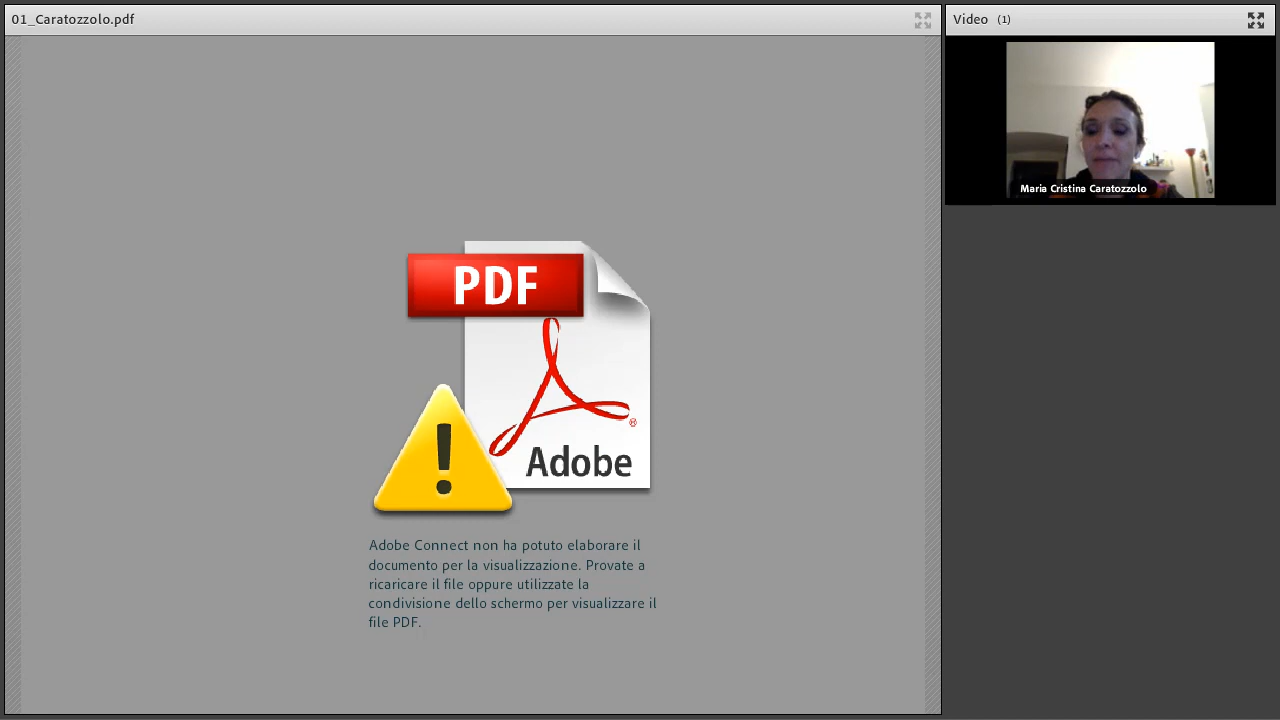 01_Caratozzolo.pdf
Video (1)
Maria Cristina Caratozzolo
PDF
Adobe
Adobe Connect non ha potuto elaborare il
documento per la visualizzazione. Provate a
ricaricare il file oppure utilizzate la
condivisione dello schermo per visualizzare il
file PDF.